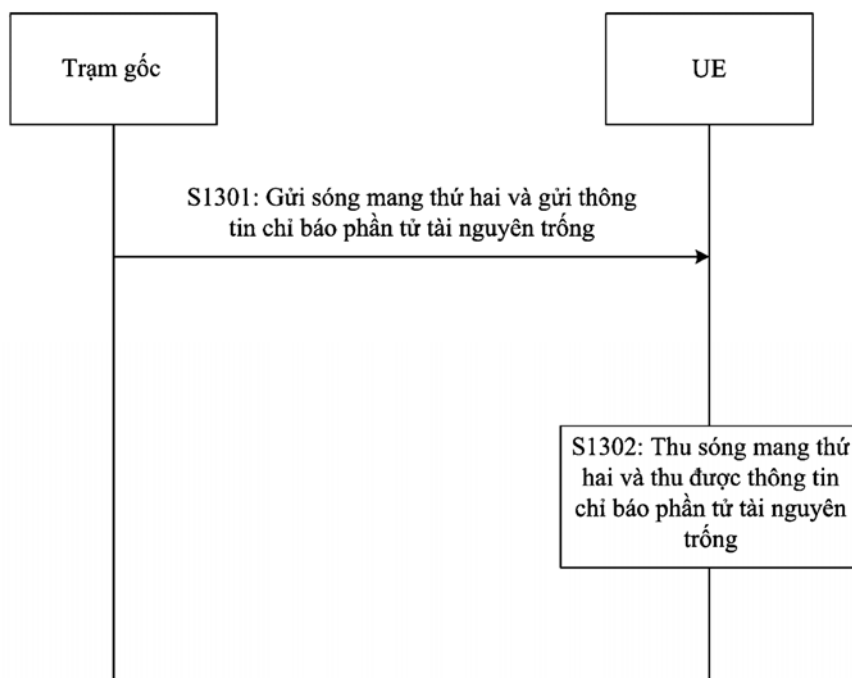 Trạm gốc
UE
S1301: Gửi sóng mang thứ hai và gửi thông
tin chỉ báo phần tử tài nguyên trống
S1302: Thu sóng mang thứ
hai và thu được thông tin
chỉ báo phần tử tài nguyên
trống